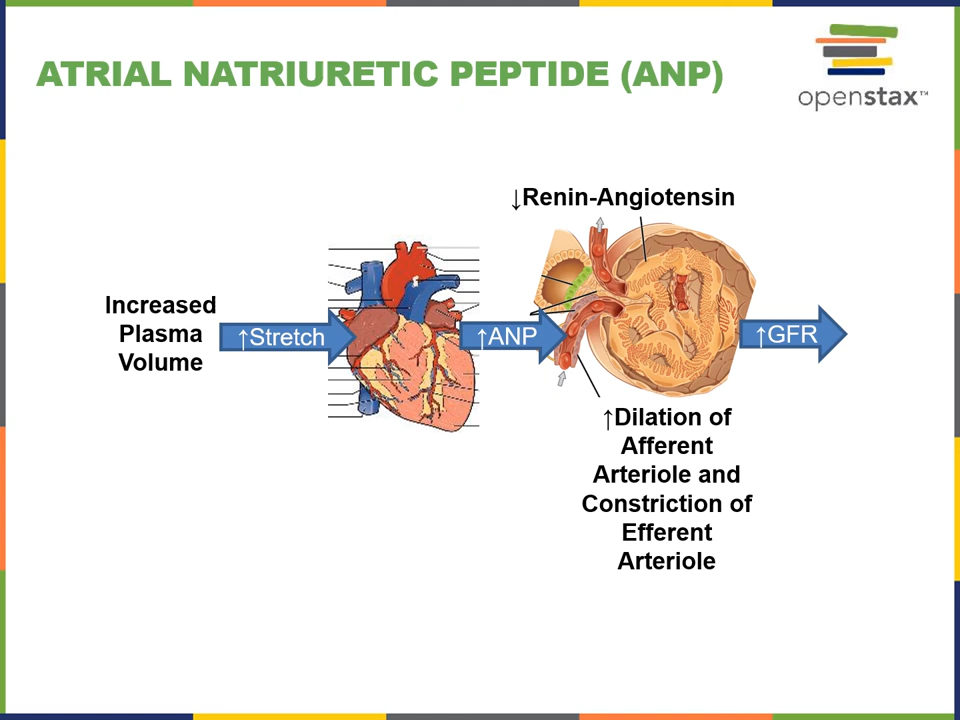 ATRIAL NATRIURETIC PEPTIDE (ANP)
openstax™
↓Renin-Angiotensin
Increased
Plasma
Volume
↑Stretch
↑ANP
↑GFR
↑Dilation of
Afferent
Arteriole and
Constriction of
Efferent
Arteriole